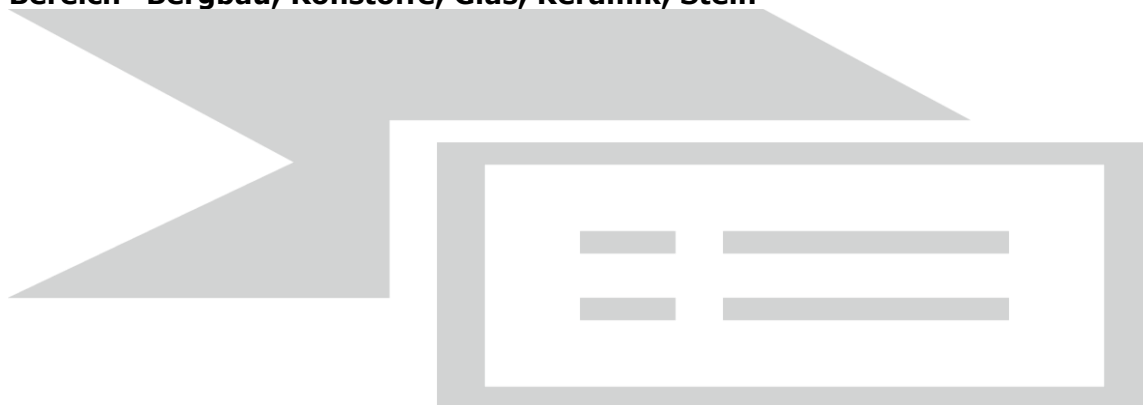 Bereich - Bergbau, Rohstoffe, Glas, Keramik, Stein